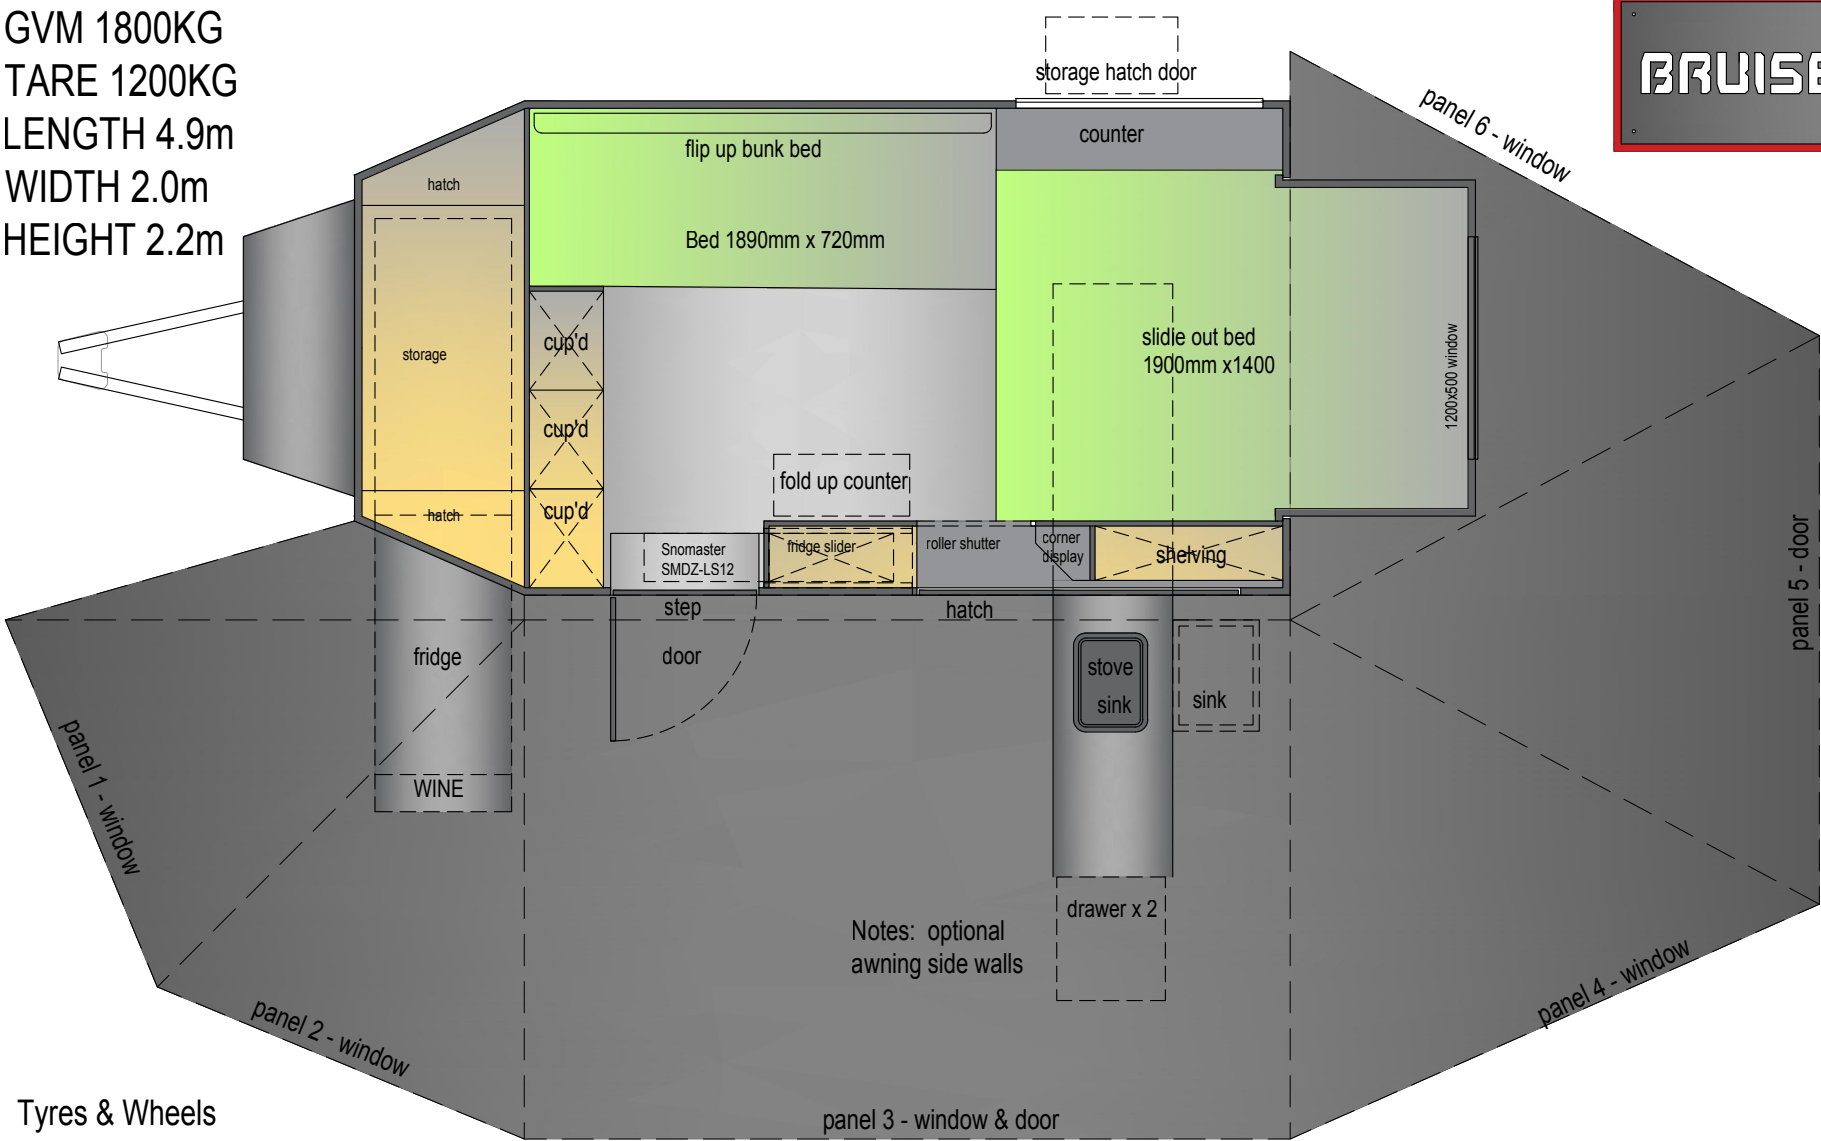 GVM 1800KG
TARE 1200KG
LENGTH 4.9m
WIDTH 2.0m
HEIGHT 2.2m
storage hatch door
BRUISE
panel 6 - window
flip up bunk bed
counter
hatch
Bed 1890mm x 720mm
storage
cup'd
slidie out bed
1900mm x1400
1200x500 window
cup'd
fold up counter
cup'd
hatch
Snomaster
SMDZ-LS12
fridge slider
roller shutter
corner
display
shelving
panel 5 - door
step
hatch
door
fridge
stove
sink
sink
panel 1 - window
WINE
drawer x 2
Notes: optional
awning side walls
panel 4 - window
panel 2 - window
Tyres & Wheels
panel 3 - window & door